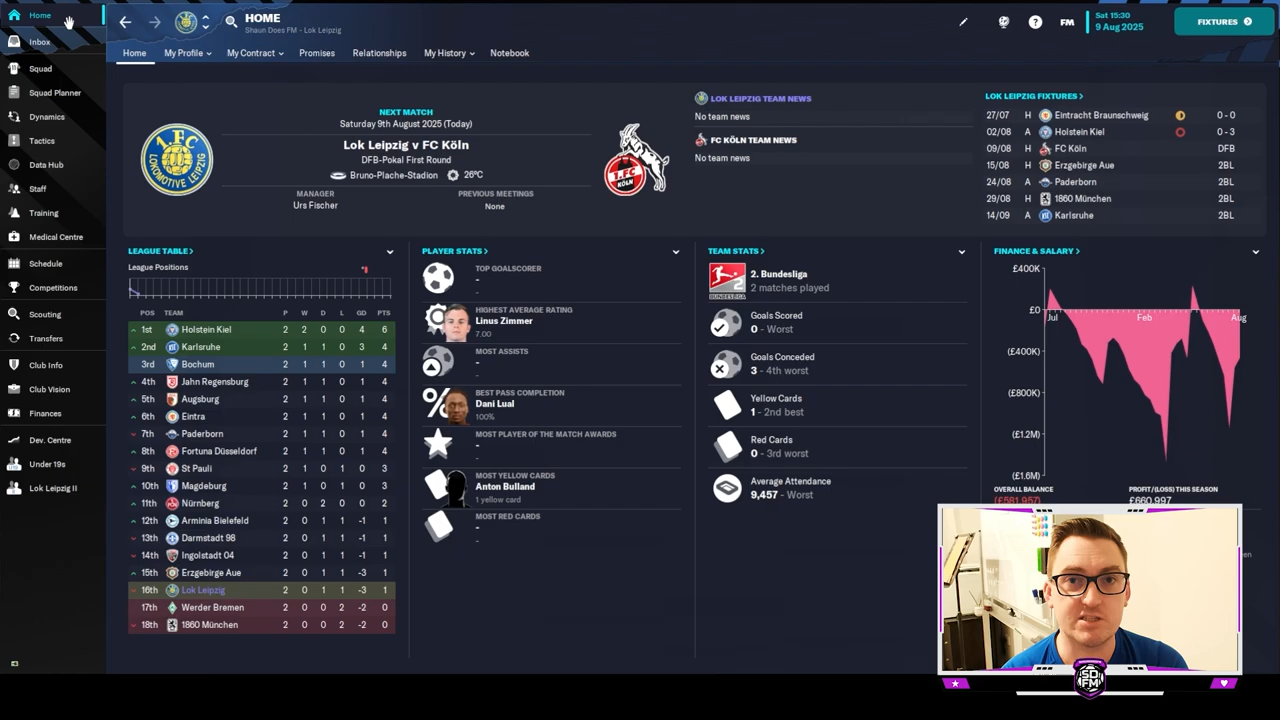 Home
Inbox
Squad
Squad Planner
Dynamics
Tactics
Data Hub
Staff
Training
Medical Centre
Schedule
Competitions
Scouting
Transfers
Club Info
Club Vision
Finances
Dev. Centre
Under 19s
Lok Leipzig II
HOME
Shaun Does FM - Lok Leipzig
FM
Sat 15:30
9 Aug 2025
FIXTURES
Home My Profile My Contract Promises Relationships My History Notebook
NEXT MATCH
Saturday 9th August 2025 (Today)
Lok Leipzig v FC Köln
DFB-Pokal First Round
Bruno-Plache-Stadion 26°C
MANAGER
Urs Fischer
PREVIOUS MEETINGS
None
LOK LEIPZIG TEAM NEWS
No team news
FC KÖLN TEAM NEWS
No team news
LOK LEIPZIG FIXTURES >
27/07 H Eintracht Braunschweig 0 - 0
02/08 A Holstein Kiel 0 - 3
09/08 H FC Köln DFB
15/08 H Erzgebirge Aue 2BL
24/08 A Paderborn 2BL
29/08 H 1860 München 2BL
14/09 A Karlsruhe 2BL
LEAGUE TABLE >
League Positions
POS TEAM P W D L GD PTS
1st Holstein Kiel 2 2 0 0 4 6
2nd Karlsruhe 2 1 1 0 3 4
3rd Bochum 2 1 1 0 1 4
4th Jahn Regensburg 2 1 1 0 1 4
5th Augsburg 2 1 1 0 1 4
6th Eintra 2 1 1 0 1 4
7th Paderborn 2 1 1 0 1 4
8th Fortuna Düsseldorf 2 1 1 0 1 4
9th St Pauli 2 1 0 1 0 3
10th Magdeburg 2 1 0 1 0 3
11th Nürnberg 2 0 2 0 0 2
12th Arminia Bielefeld 2 0 1 1 -1 1
13th Darmstadt 98 2 0 1 1 -1 1
14th Ingolstadt 04 2 0 1 1 -1 1
15th Erzgebirge Aue 2 0 1 1 -3 1
16th Lok Leipzig 2 0 1 1 -3 1
17th Werder Bremen 2 0 0 2 -2 0
18th 1860 München 2 0 0 2 -2 0
PLAYER STATS >
TOP GOALSCORER
-
-
HIGHEST AVERAGE RATING
Linus Zimmer
7.00
MOST ASSISTS
-
-
BEST PASS COMPLETION
Dani Lual
100%
MOST PLAYER OF THE MATCH AWARDS
-
-
MOST YELLOW CARDS
Anton Bulland
1 yellow card
MOST RED CARDS
-
-
TEAM STATS >
2. Bundesliga
2 matches played
Goals Scored
0 - Worst
Goals Conceded
3 - 4th worst
Yellow Cards
1 - 2nd best
Red Cards
0 - 3rd worst
Average Attendance
9,457 - Worst
FINANCE & SALARY >
£400K
£0
Jul Feb Aug
(£400K)
(£800K)
(£1.2M)
(£1.6M)
OVERALL BALANCE
(£581,957)
PROFIT/(LOSS) THIS SEASON
£660,997
SD
FM